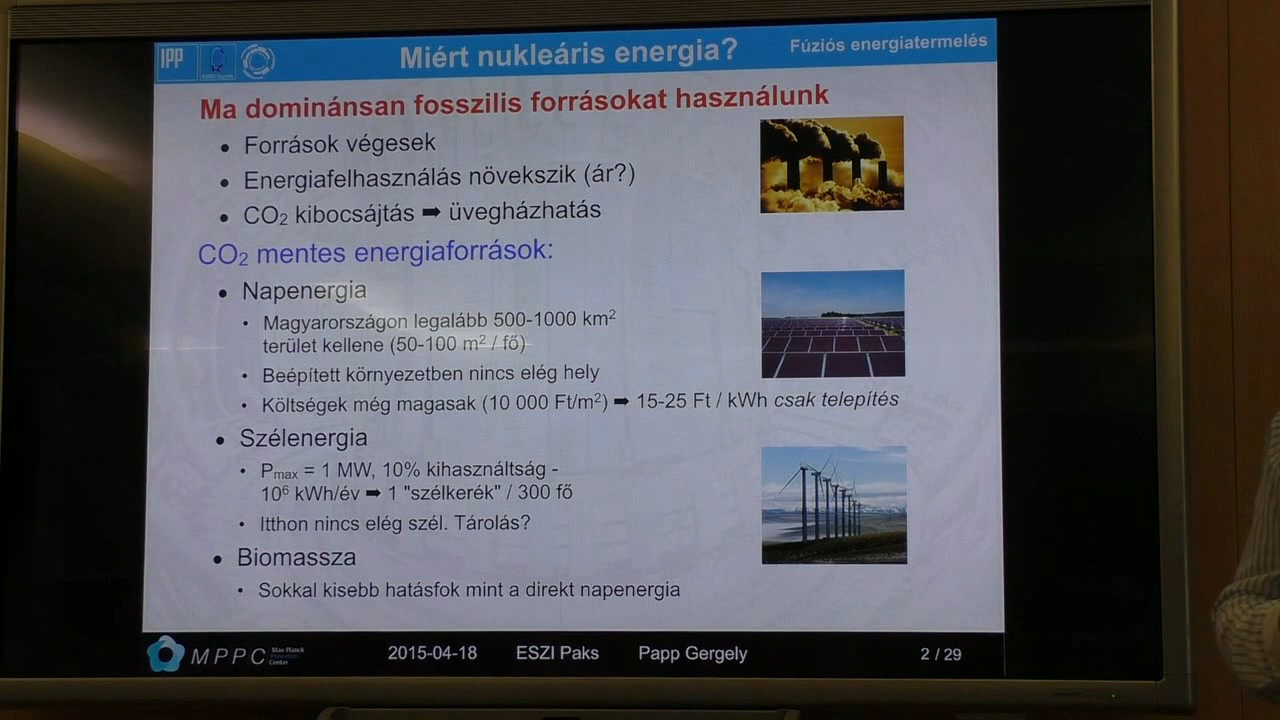 IPP
Miért nukleáris energia?
Fúziós energiatermelés
Ma dominánsan fosszilis forrásokat használunk
• Források végesek
• Energiafelhasználás növekszik (ár?)
• CO₂ kibocsájtás ➡ üvegházhatás
CO₂ mentes energiaforrások:
• Napenergia
• Magyarországon legalább 500-1000 km²
terület kellene (50-100 m² / fő)
• Beépített környezetben nincs elég hely
• Költségek még magasak (10 000 Ft/m²) ➡ 15-25 Ft / kWh csak telepítés
• Szélenergia
• Pmax = 1 MW, 10% kihasználtság -
10⁶ kWh/év ➡ 1 "szélkerék" / 300 fő
• Itthon nincs elég szél. Tárolás?
• Biomassza
• Sokkal kisebb hatásfok mint a direkt napenergia
MPPC
Max-Planck
Princeton
Center
2015-04-18
ESZI Paks
Papp Gergely
2 / 29